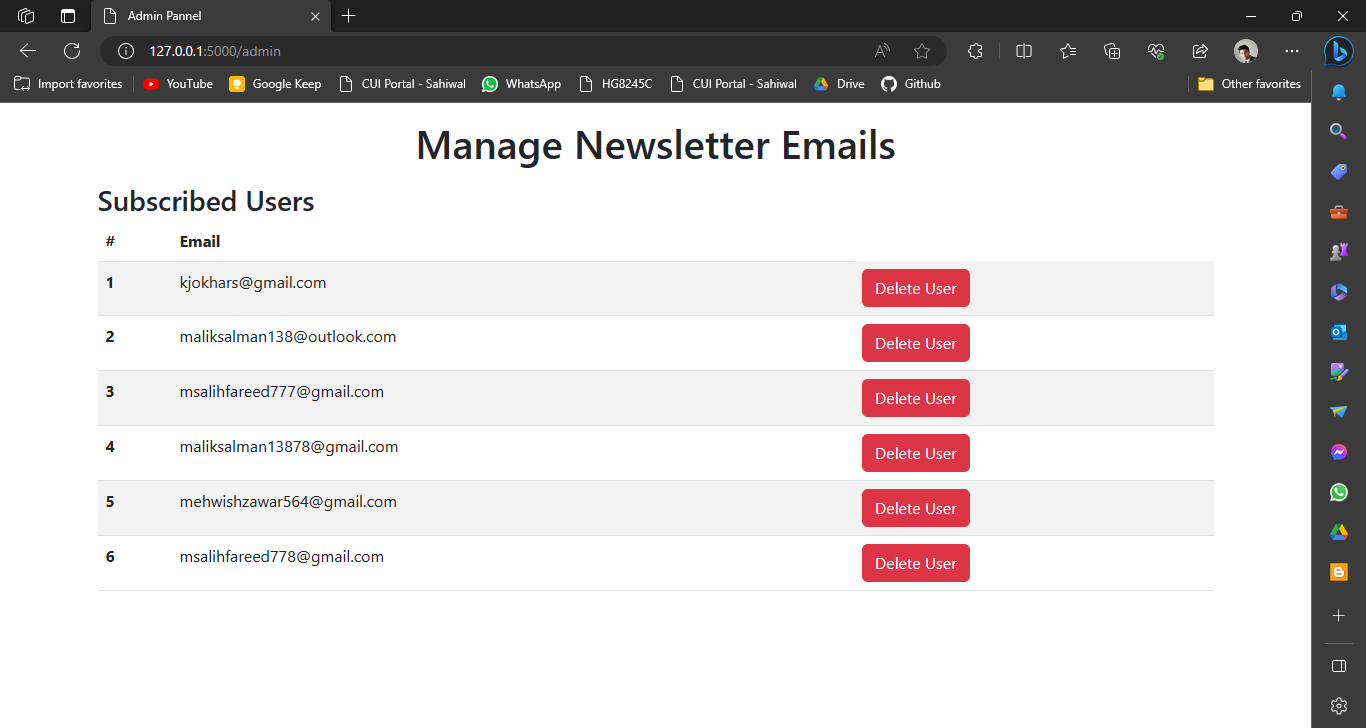 Admin Pannel
127.0.0.1:5000/admin
Import favorites YouTube Google Keep CUI Portal - Sahiwal WhatsApp HG8245C CUI Portal - Sahiwal Drive Github Other favorites
Manage Newsletter Emails
Subscribed Users
# Email
1 kjokhars@gmail.com Delete User
2 maliksalman138@outlook.com Delete User
3 msalihfareed777@gmail.com Delete User
4 maliksalman13878@gmail.com Delete User
5 mehwishzawar564@gmail.com Delete User
6 msalihfareed778@gmail.com Delete User